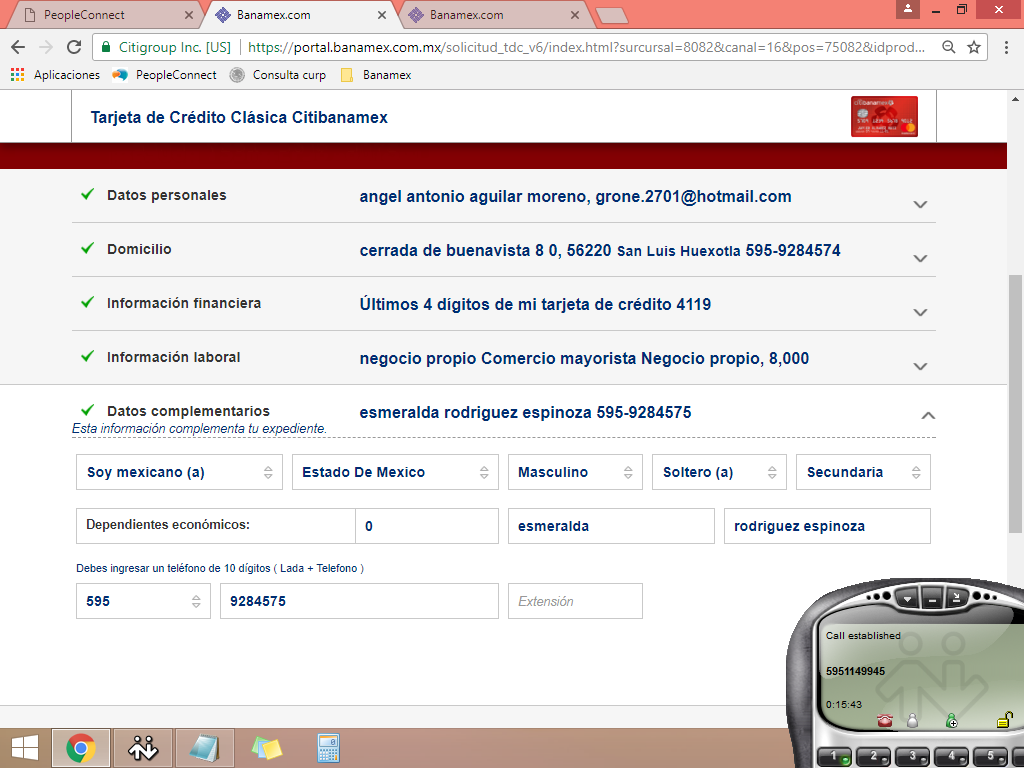 PeopleConnect
Banamex.com
Banamex.com
Citigroup Inc. [US]
https://portal.banamex.com.mx/solicitud_tdc_v6/index.html?surcursal=8082&canal=16&pos=75082&idprod...
Aplicaciones
PeopleConnect
Consulta curp
Banamex
Tarjeta de Crédito Clásica Citibanamex
Datos personales
angel antonio aguilar moreno, grone.2701@hotmail.com
Domicilio
cerrada de buenavista 8 0, 56220 San Luis Huexotla 595-9284574
Información financiera
Últimos 4 dígitos de mi tarjeta de crédito 4119
Información laboral
negocio propio Comercio mayorista Negocio propio, 8,000
Datos complementarios
esmeralda rodriguez espinoza 595-9284575
Esta información complementa tu expediente.
Soy mexicano (a)
Estado De Mexico
Masculino
Soltero (a)
Secundaria
Dependientes económicos:
0
esmeralda
rodriguez espinoza
Debes ingresar un teléfono de 10 dígitos ( Lada + Telefono )
595
9284575
Extensión
Call established
5951149945
0:15:43
1
2
3
4
5